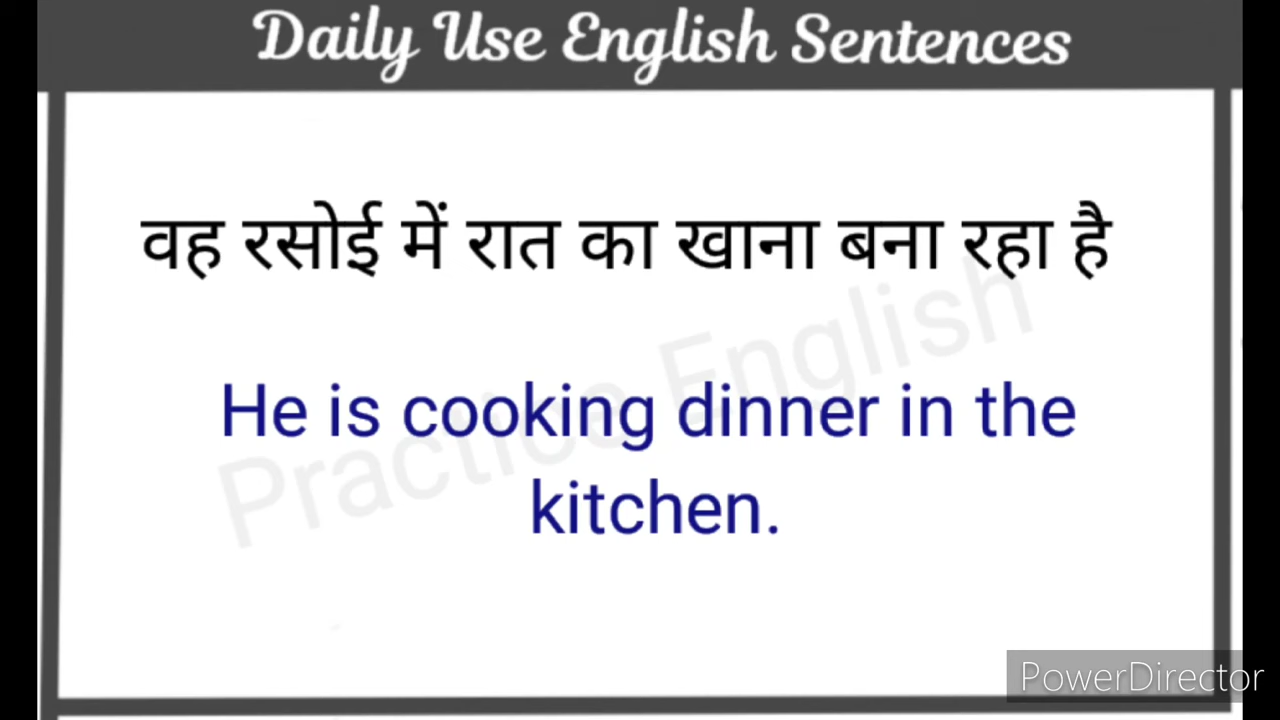 Daily Use English Sentences
वह रसोई में रात का खाना बना रहा है
He is cooking dinner in the
kitchen.
Practice English
PowerDirector